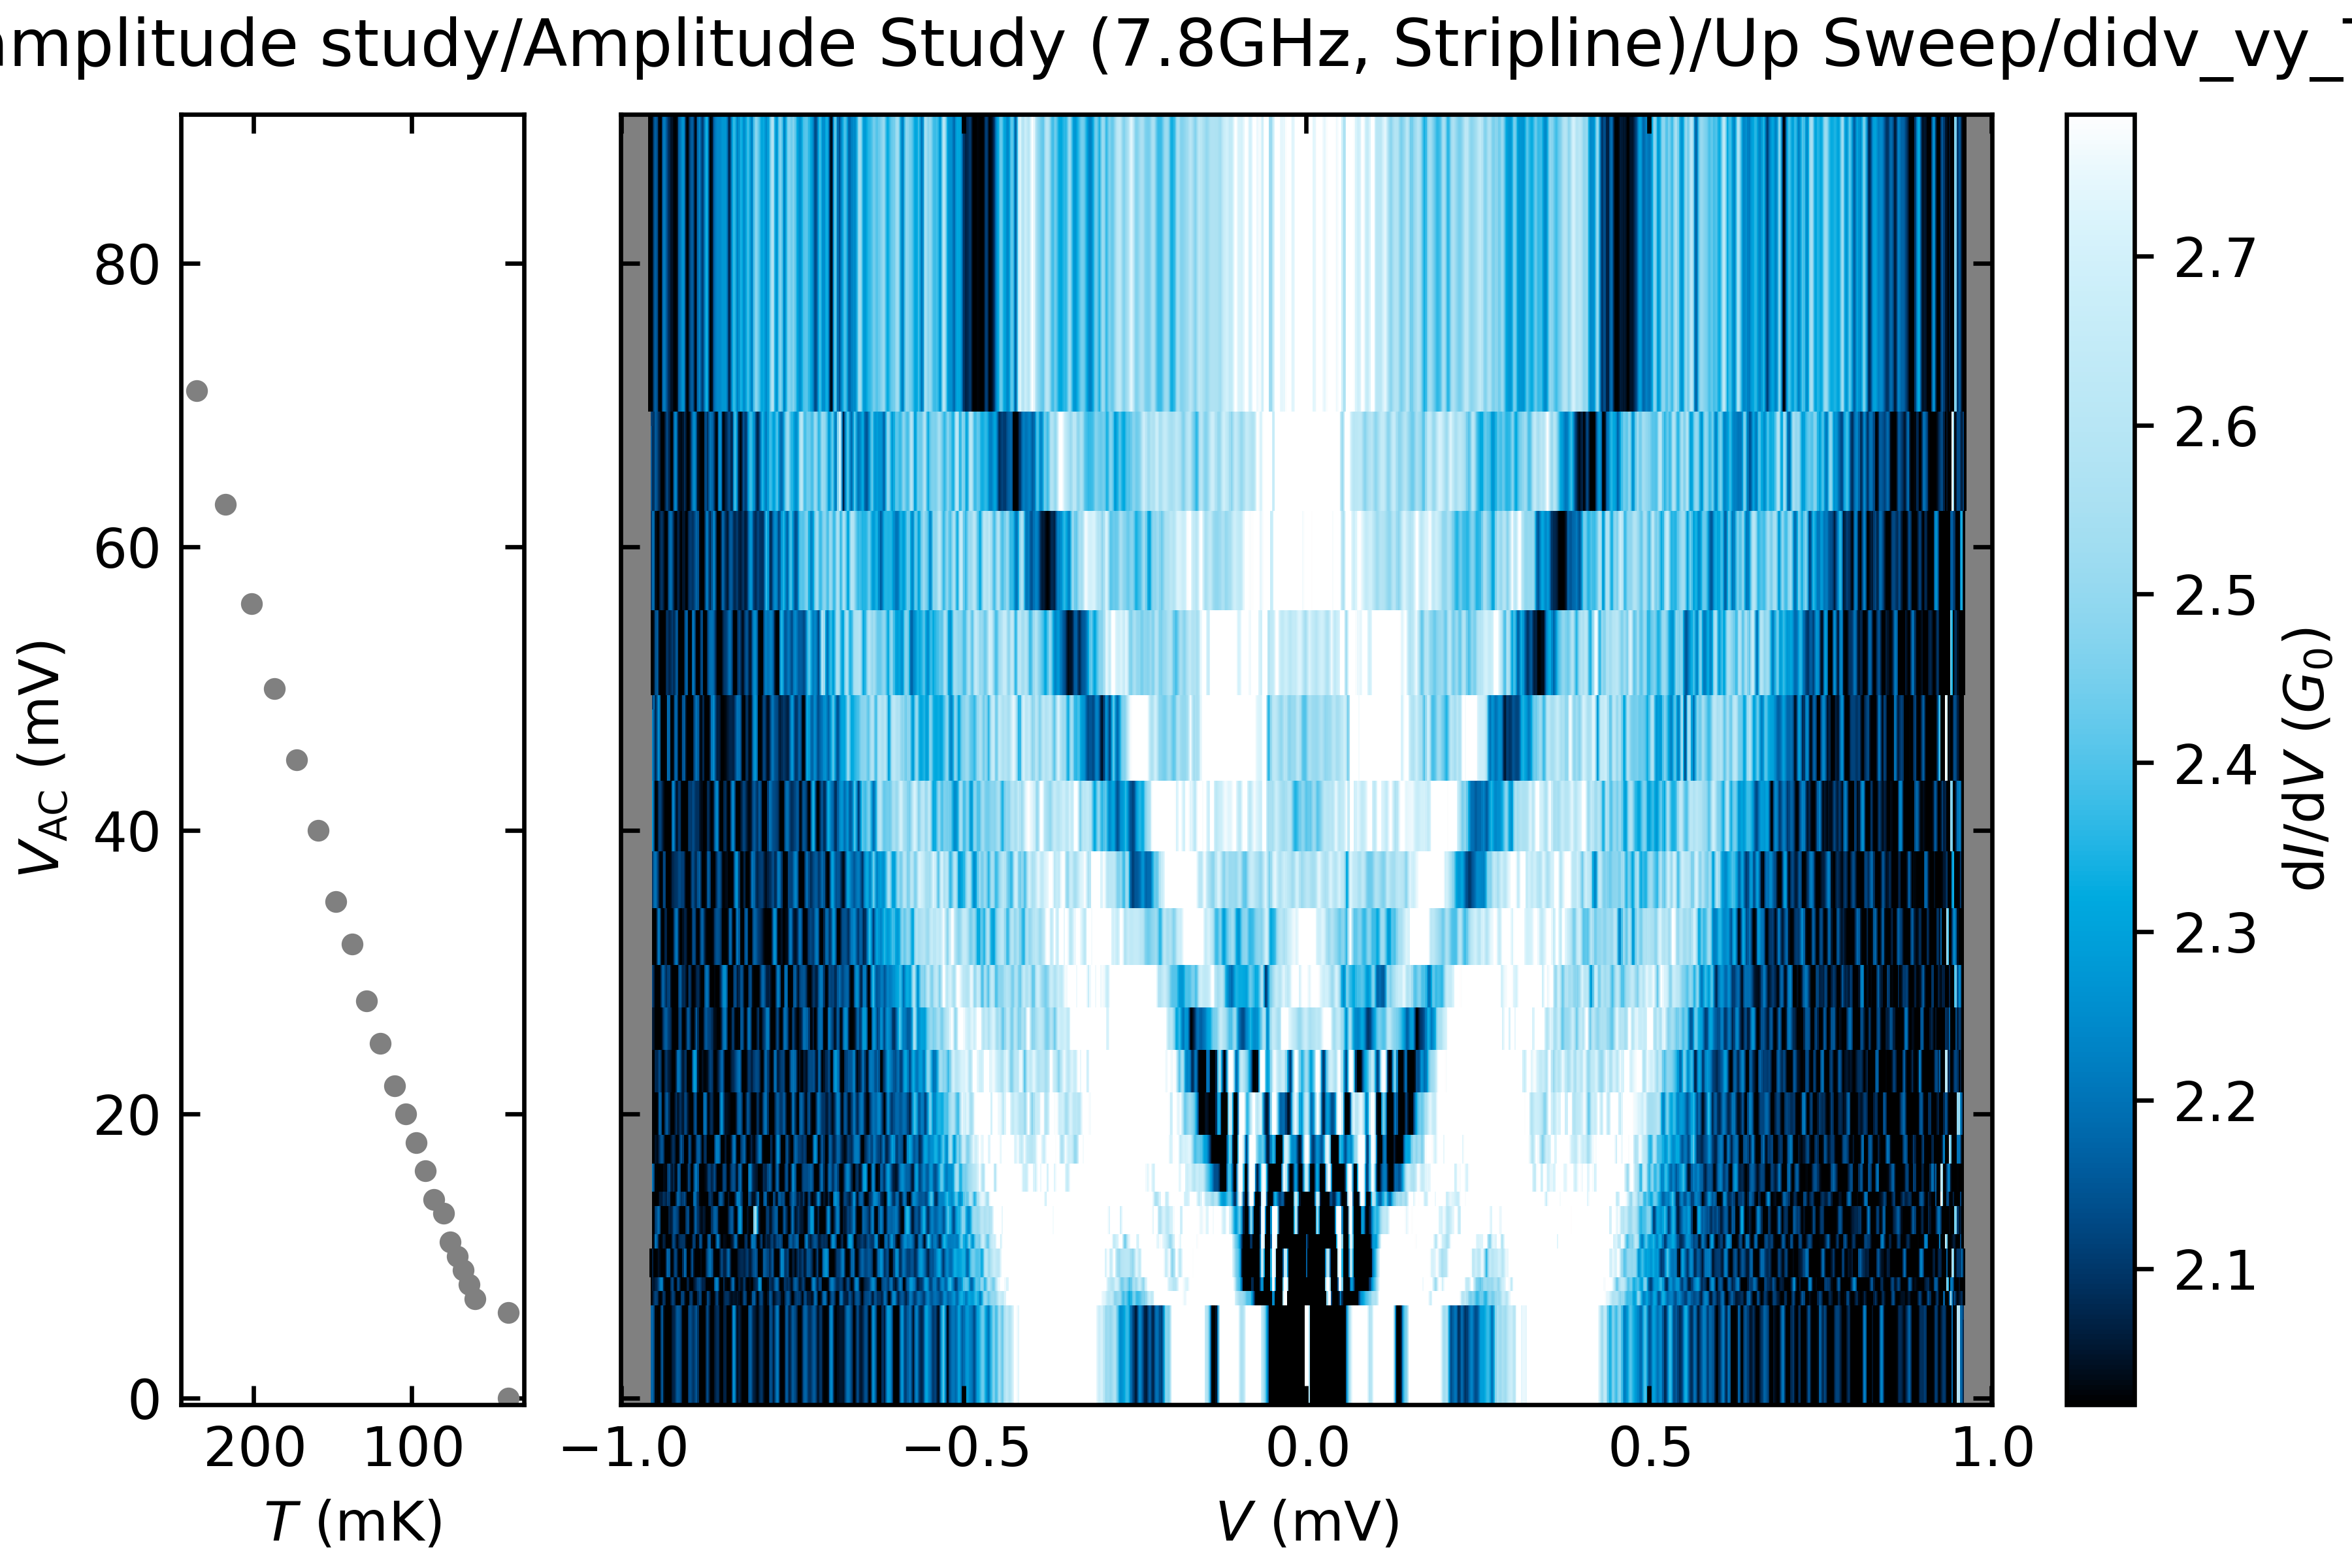 amplitude study/Amplitude Study (7.8GHz, Stripline)/Up Sweep/didv_vy_
V_AC (mV)
80
60
40
20
0
200 100
T (mK)
−1.0 −0.5 0.0 0.5 1.0
V (mV)
2.7
2.6
2.5
2.4
2.3
2.2
2.1
dI/dV (G₀)